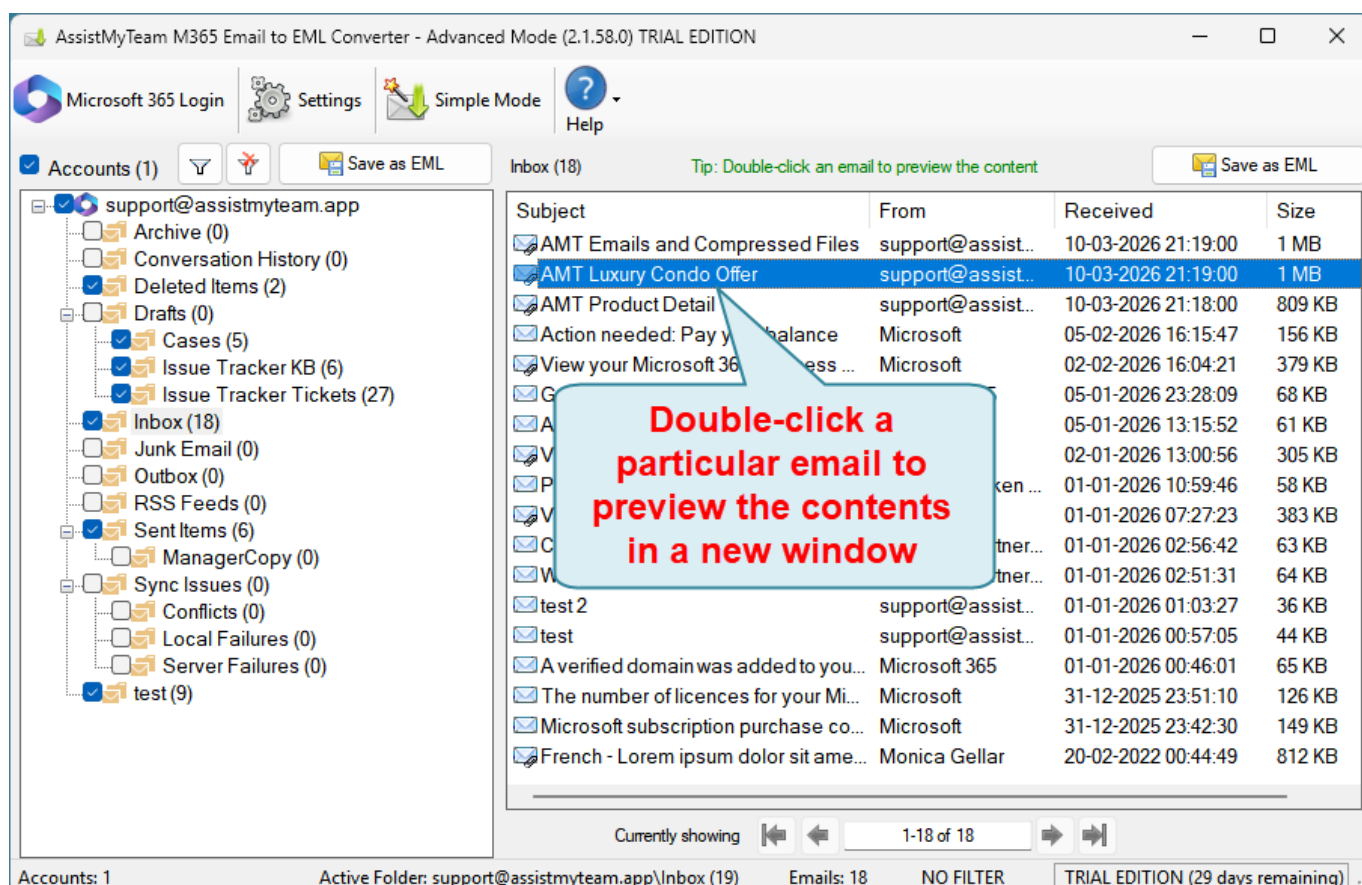 AssistMyTeam M365 Email to EML Converter - Advanced Mode (2.1.58.0) TRIAL EDITION
Microsoft 365 Login
Settings
Simple Mode
Help
Accounts (1)
Save as EML
Inbox (18)
Tip: Double-click an email to preview the content
Save as EML
support@assistmyteam.app
Archive (0)
Conversation History (0)
Deleted Items (2)
Drafts (0)
Cases (5)
Issue Tracker KB (6)
Issue Tracker Tickets (27)
Inbox (18)
Junk Email (0)
Outbox (0)
RSS Feeds (0)
Sent Items (6)
ManagerCopy (0)
Sync Issues (0)
Conflicts (0)
Local Failures (0)
Server Failures (0)
test (9)
Subject From Received Size
AMT Emails and Compressed Files support@assist... 10-03-2026 21:19:00 1 MB
AMT Luxury Condo Offer support@assist... 10-03-2026 21:19:00 1 MB
AMT Product Detail support@assist... 10-03-2026 21:18:00 809 KB
Action needed: Pay y balance Microsoft 05-02-2026 16:15:47 156 KB
View your Microsoft 36 ess ... Microsoft 02-02-2026 16:04:21 379 KB
G 05-01-2026 23:28:09 68 KB
A 05-01-2026 13:15:52 61 KB
V 02-01-2026 13:00:56 305 KB
P ken ... 01-01-2026 10:59:46 58 KB
V 01-01-2026 07:27:23 383 KB
C tner... 01-01-2026 02:56:42 63 KB
W tner... 01-01-2026 02:51:31 64 KB
test 2 support@assist... 01-01-2026 01:03:27 36 KB
test support@assist... 01-01-2026 00:57:05 44 KB
A verified domain was added to you... Microsoft 365 01-01-2026 00:46:01 65 KB
The number of licences for your Mi... Microsoft 31-12-2025 23:51:10 126 KB
Microsoft subscription purchase co... Microsoft 31-12-2025 23:42:30 149 KB
French - Lorem ipsum dolor sit ame... Monica Gellar 20-02-2022 00:44:49 812 KB
Double-click a
particular email to
preview the contents
in a new window
Currently showing 1-18 of 18
Accounts: 1 Active Folder: support@assistmyteam.app\Inbox (19) Emails: 18 NO FILTER TRIAL EDITION (29 days remaining)